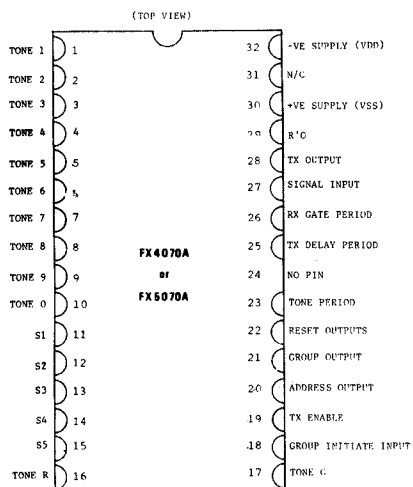 (TOP VIEW)
TONE 1 1
TONE 2 2
TONE 3 3
TONE 4 4
TONE 5 5
TONE 6
TONE 7 7
TONE 8 8
TONE 9 9
TONE 0 10
S1 11
S2 12
S3 13
S4 14
S5 15
TONE R 16
FX4070A
or
FX5070A
32 -VE SUPPLY (VDD)
31 N/C
30 +VE SUPPLY (VSS)
29 R'O
28 TX OUTPUT
27 SIGNAL INPUT
26 RX GATE PERIOD
25 TX DELAY PERIOD
24 NO PIN
23 TONE PERIOD
22 RESET OUTPUTS
21 GROUP OUTPUT
20 ADDRESS OUTPUT
19 TX ENABLE
18 GROUP INITIATE INPUT
17 TONE G